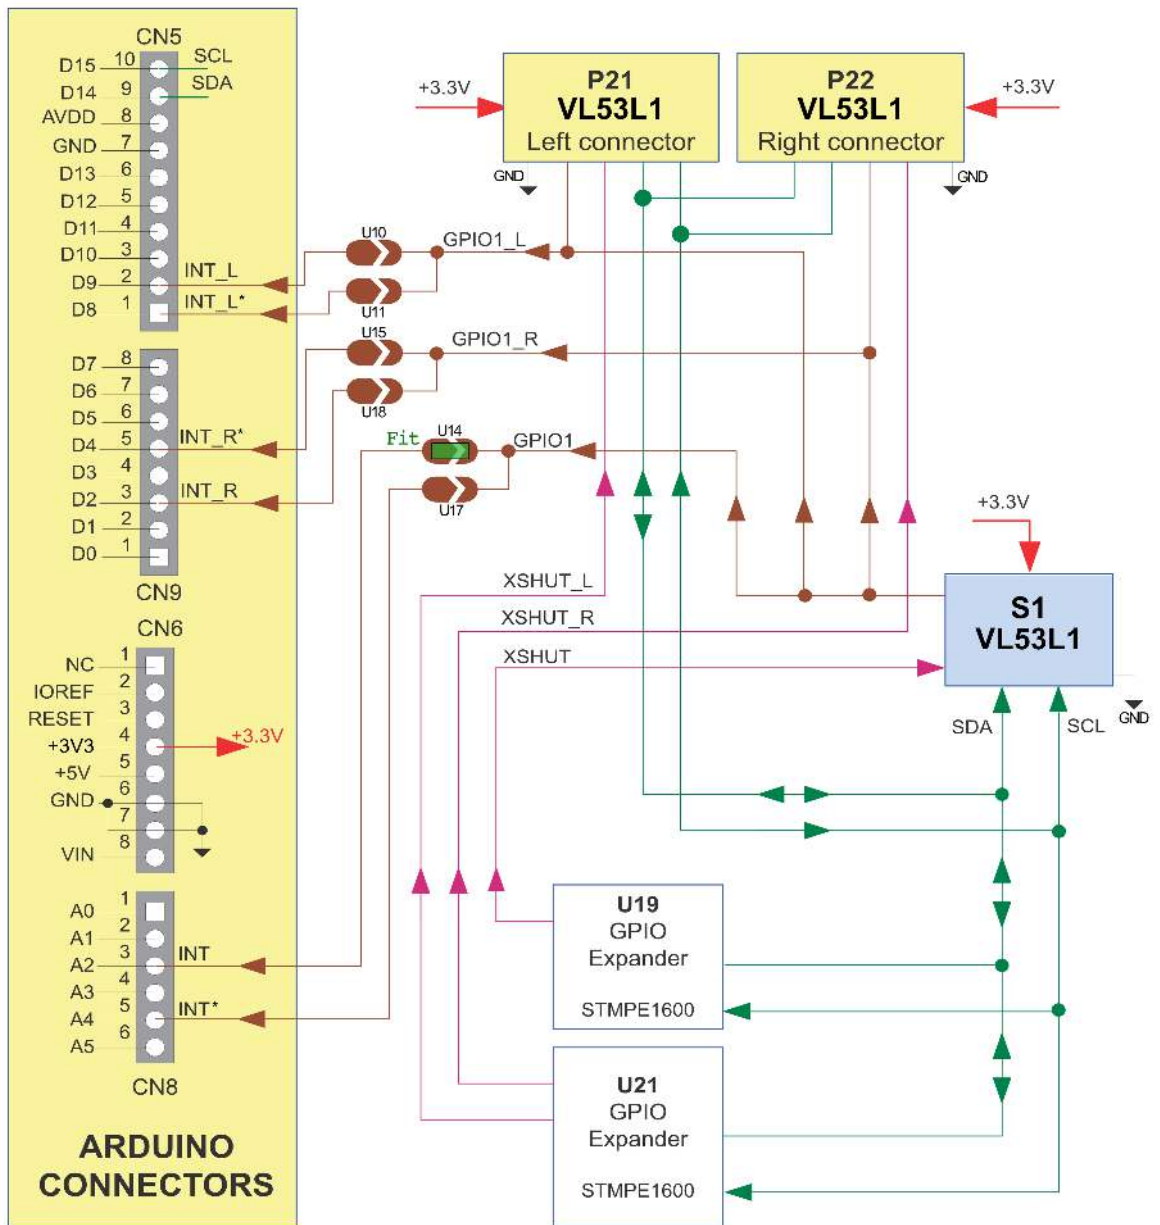 CN5
D15 10 SCL
D14 9 SDA
AVDD 8
GND 7
D13 6
D12 5
D11 4
D10 3
D9 2 INT_L
D8 1 INT_L*
D7 8
D6 7
D5 6
D4 5 INT_R*
D3 4
D2 3 INT_R
D1 2
D0 1
CN9
CN6
NC 1
IOREF 2
RESET 3
+3V3 4 +3.3V
+5V 5
GND 6
7
VIN 8
A0 1
A1 2
A2 3 INT
A3 4
A4 5 INT*
A5 6
CN8
ARDUINO
CONNECTORS
+3.3V
P21
VL53L1
Left connector
GND
P22
VL53L1
Right connector
+3.3V
GND
U10
GPIO1_L
U11
U15
GPIO1_R
U18
Fit
U14
GPIO1
U17
+3.3V
XSHUT_L
XSHUT_R
XSHUT
S1
VL53L1
GND
SDA
SCL
U19
GPIO
Expander
STMPE1600
U21
GPIO
Expander
STMPE1600